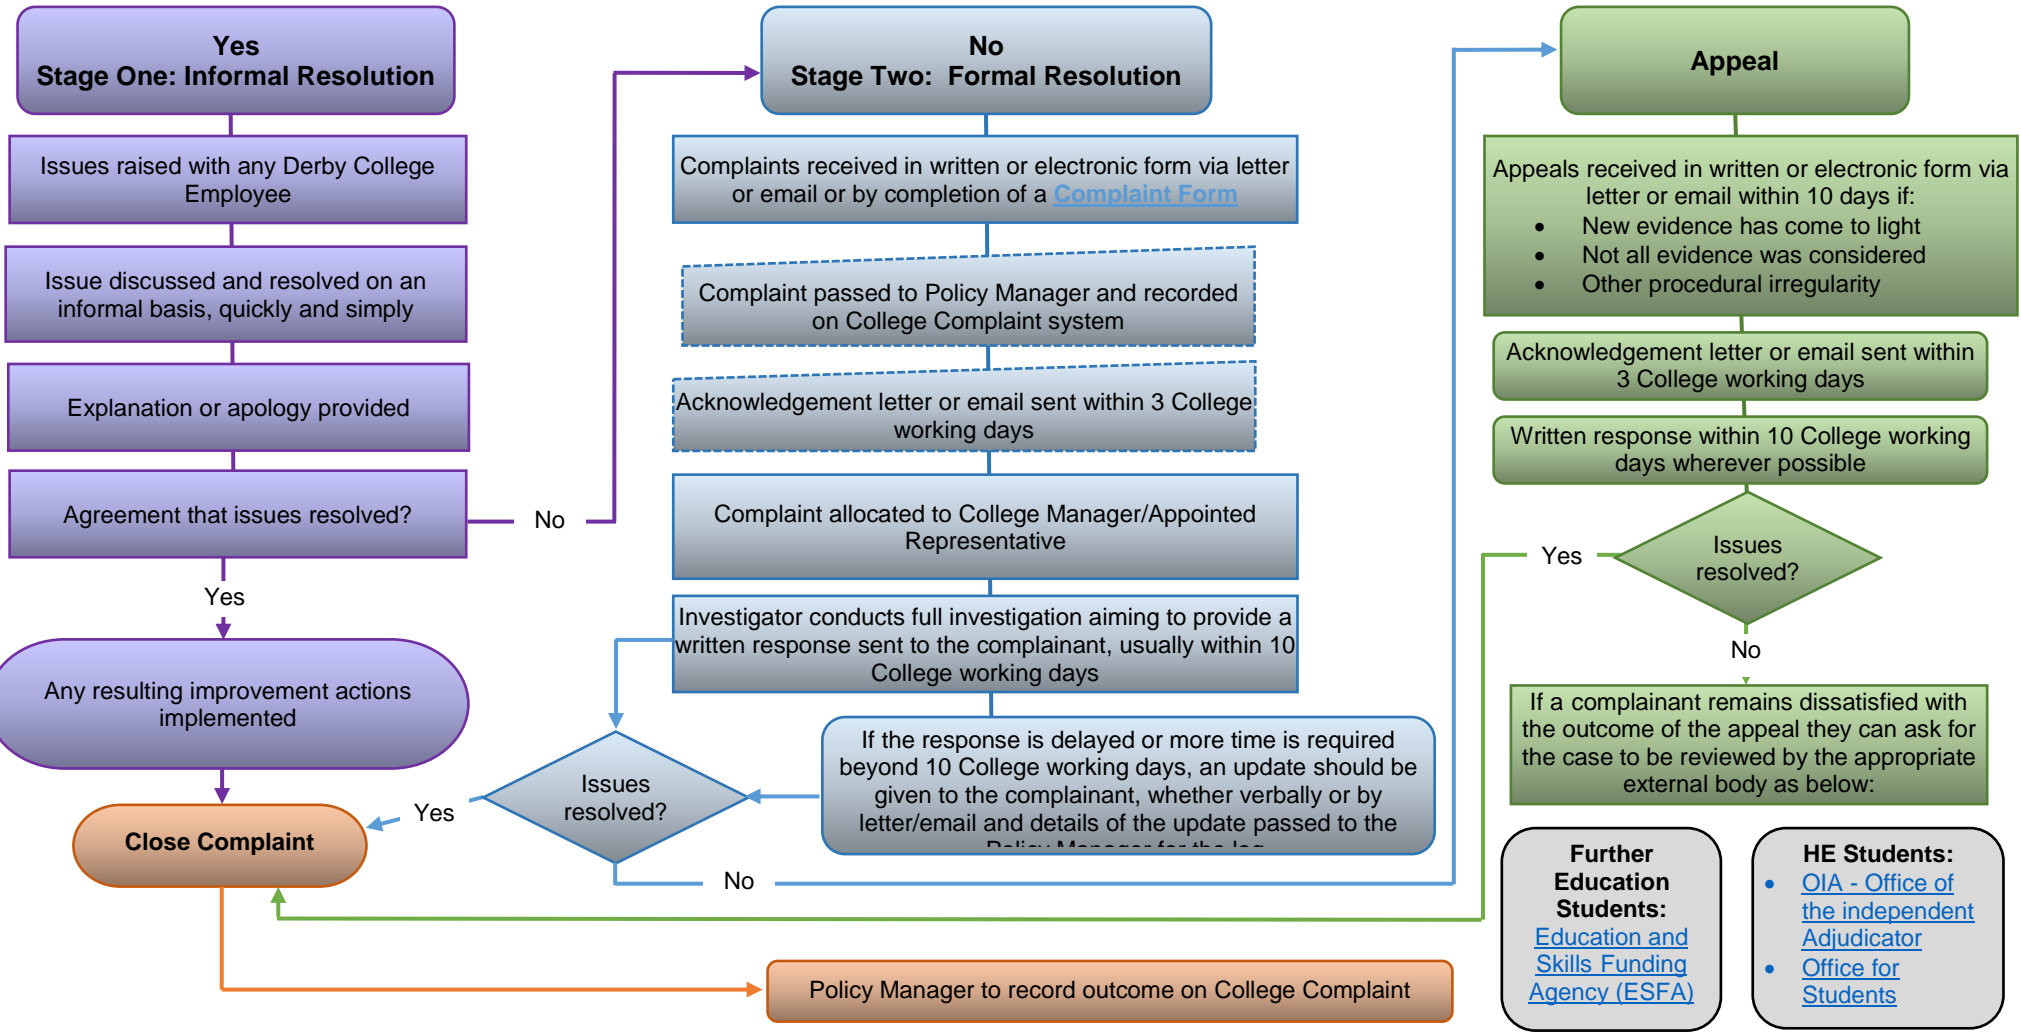 Yes
Stage One: Informal Resolution
Issues raised with any Derby College
Employee
Issue discussed and resolved on an
informal basis, quickly and simply
Explanation or apology provided
Agreement that issues resolved?
No
Yes
Any resulting improvement actions
implemented
Close Complaint
No
Stage Two:  Formal Resolution
Complaints received in written or electronic form via letter
or email or by completion of a Complaint Form
Complaint passed to Policy Manager and recorded
on College Complaint system
Acknowledgement letter or email sent within 3 College
working days
Complaint allocated to College Manager/Appointed
Representative
Investigator conducts full investigation aiming to provide a
written response sent to the complainant, usually within 10
College working days
If the response is delayed or more time is required
beyond 10 College working days, an update should be
given to the complainant, whether verbally or by
letter/email and details of the update passed to the
Policy Manager for the log
Issues
resolved?
Yes
No
Appeal
Appeals received in written or electronic form via
letter or email within 10 days if:
• New evidence has come to light
• Not all evidence was considered
• Other procedural irregularity
Acknowledgement letter or email sent within
3 College working days
Written response within 10 College working
days wherever possible
Issues
resolved?
Yes
No
If a complainant remains dissatisfied with
the outcome of the appeal they can ask for
the case to be reviewed by the appropriate
external body as below:
Further
Education
Students:
Education and
Skills Funding
Agency (ESFA)
HE Students:
• OIA - Office of
the independent
Adjudicator
• Office for
Students
Policy Manager to record outcome on College Complaint